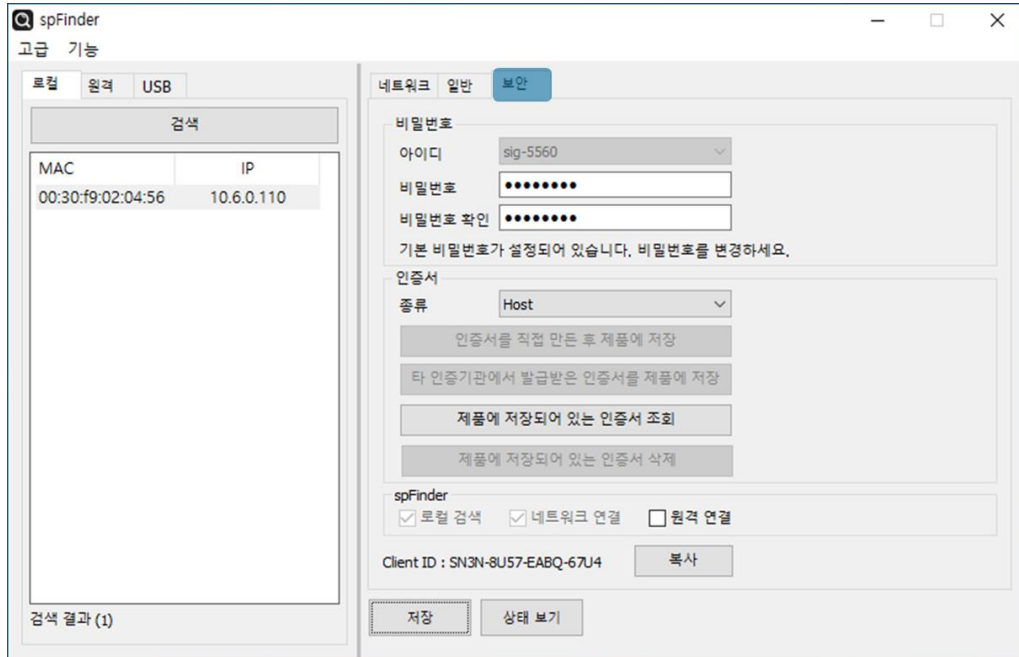 spFinder
고급 기능
로컬 원격 USB
검색
MAC IP
00:30:f9:02:04:56 10.6.0.110
검색 결과 (1)
네트워크 일반 보안
비밀번호
아이디 sig-5560
비밀번호 ••••••••
비밀번호 확인 ••••••••
기본 비밀번호가 설정되어 있습니다. 비밀번호를 변경하세요.
인증서
종류 Host
인증서를 직접 만든 후 제품에 저장
타 인증기관에서 발급받은 인증서를 제품에 저장
제품에 저장되어 있는 인증서 조회
제품에 저장되어 있는 인증서 삭제
spFinder
로컬 검색 네트워크 연결 원격 연결
Client ID : SN3N-8U57-EABQ-67U4 복사
저장 상태 보기